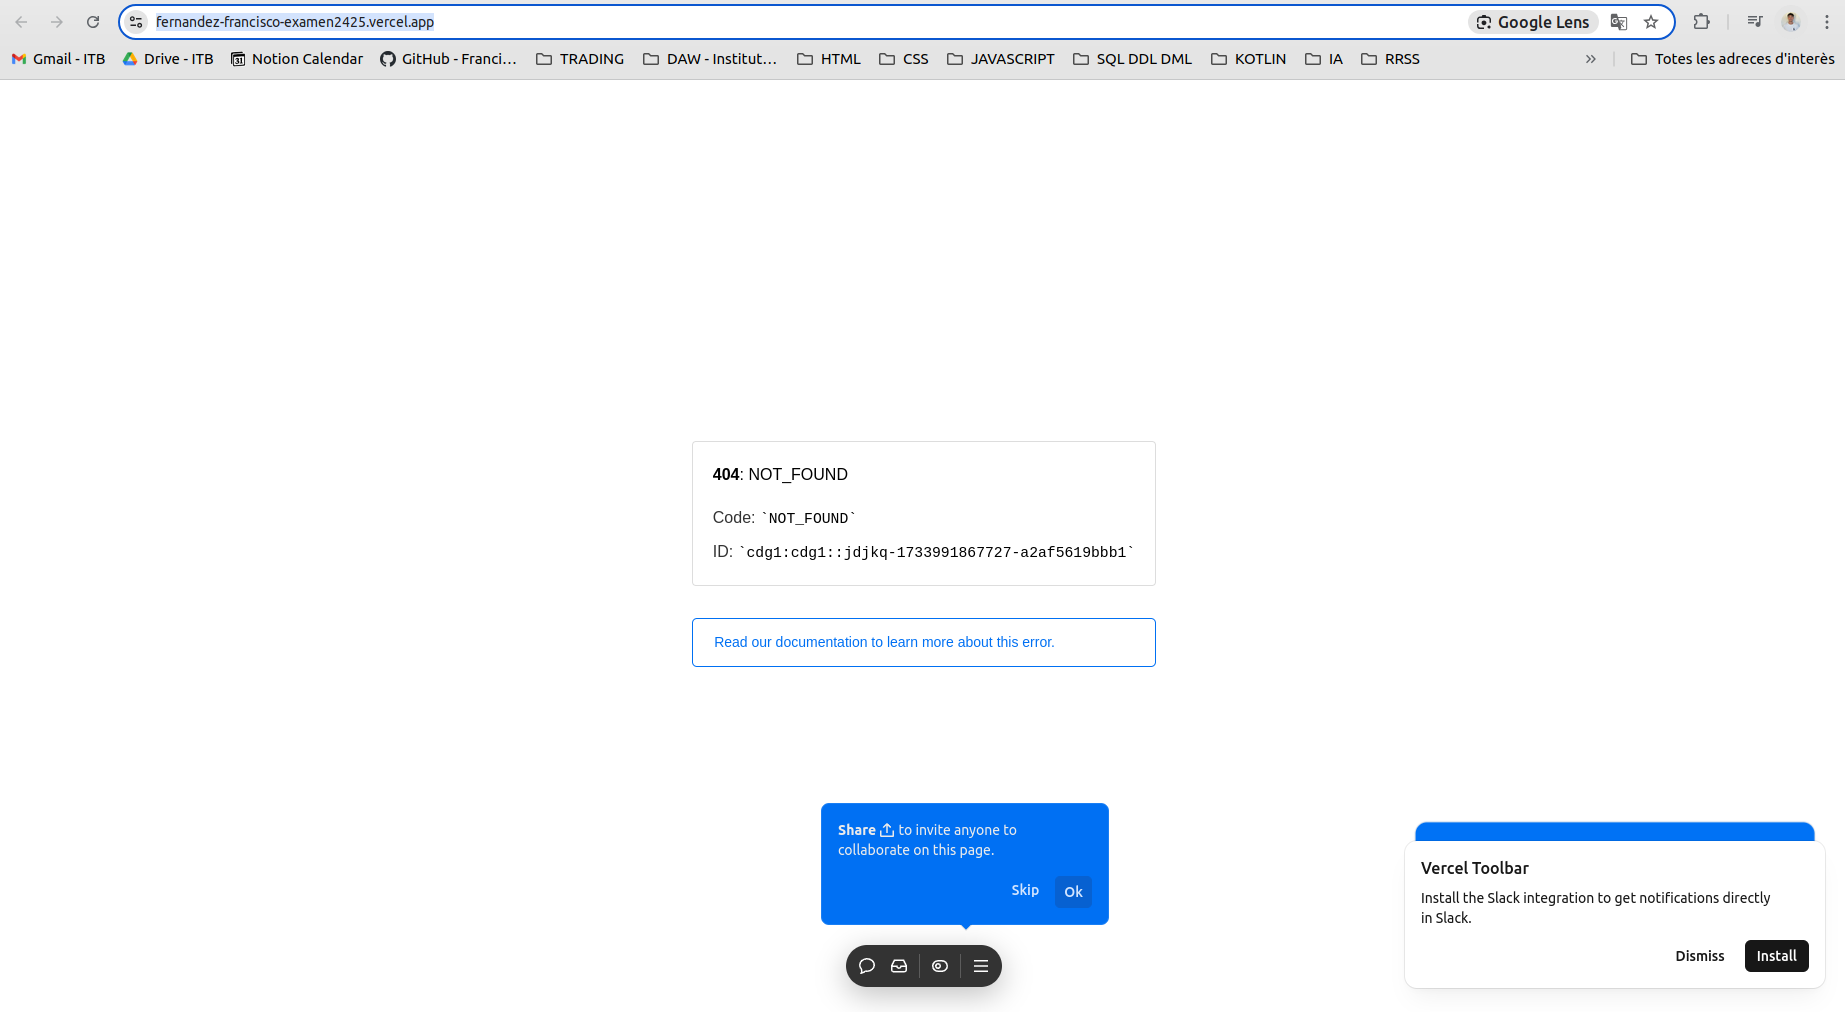 fernandez-francisco-examen2425.vercel.app
Google Lens
Gmail - ITB
Drive - ITB
Notion Calendar
GitHub - Franci...
TRADING
DAW - Institut...
HTML
CSS
JAVASCRIPT
SQL DDL DML
KOTLIN
IA
RRSS
Totes les adreces d'interès
404: NOT_FOUND
Code: `NOT_FOUND`
ID: `cdg1:cdg1::jdjkq-1733991867727-a2af5619bbb1`
Read our documentation to learn more about this error.
Share to invite anyone to
collaborate on this page.
Skip
Ok
Vercel Toolbar
Install the Slack integration to get notifications directly
in Slack.
Dismiss
Install